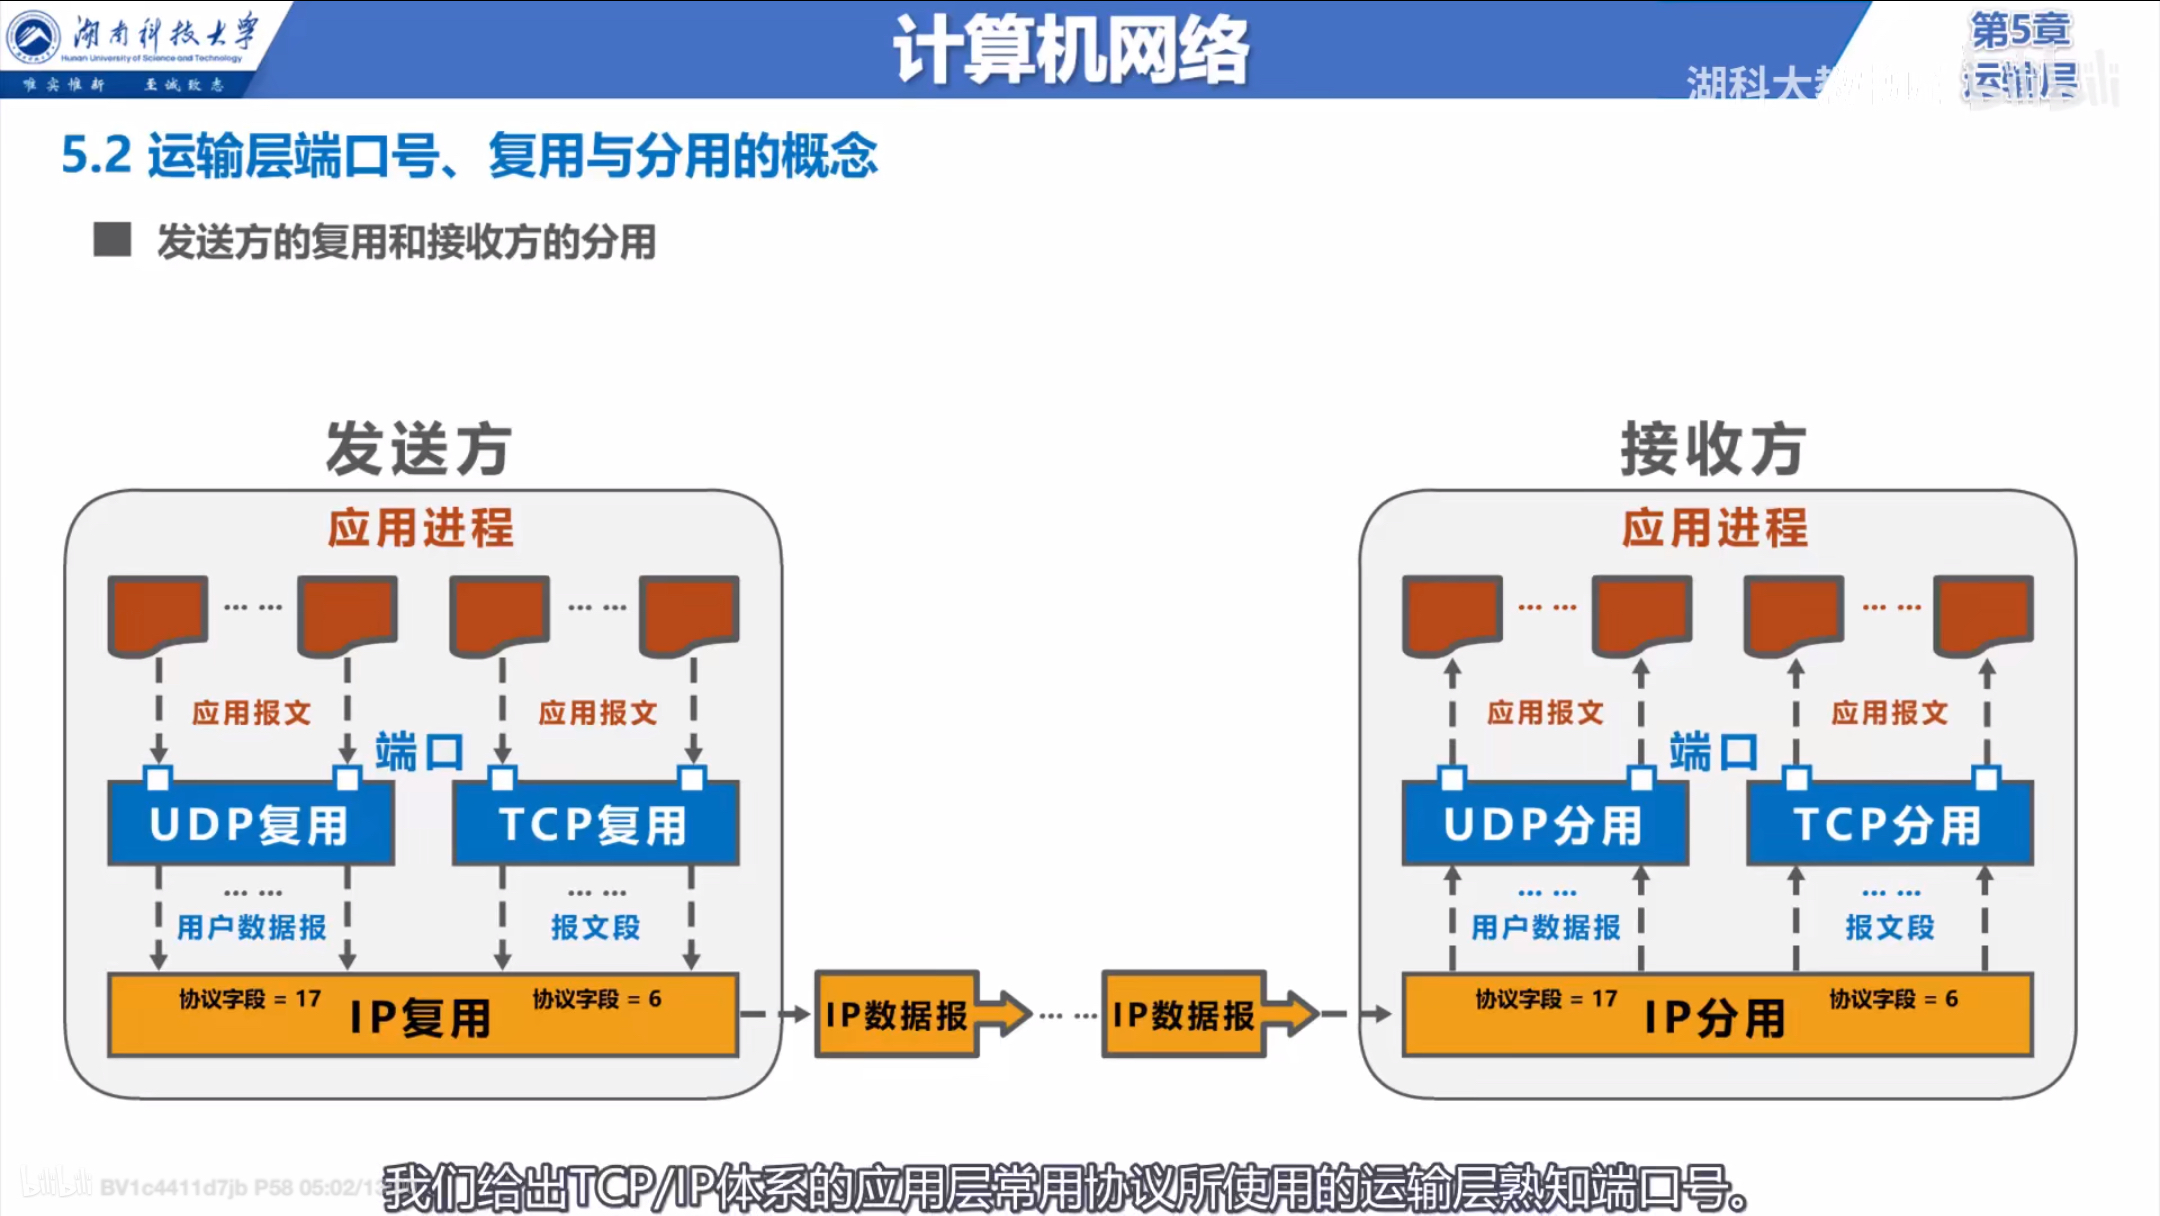 湖南科技大学
Hunan University of Science and Technology
唯实惟新 至诚致志
计算机网络
第5章
运输层
湖科大教
bilibili
5.2 运输层端口号、复用与分用的概念
发送方的复用和接收方的分用
发送方
应用进程
... ... ... ...
应用报文 应用报文
端口
UDP复用 TCP复用
... ... ... ...
用户数据报 报文段
协议字段 = 17 IP复用 协议字段 = 6
IP数据报 ... ... IP数据报
接收方
应用进程
... ... ... ...
应用报文 应用报文
端口
UDP分用 TCP分用
... ... ... ...
用户数据报 报文段
协议字段 = 17 IP分用 协议字段 = 6
bilibili BV1c4411d7jb P58 05:02/1
我们给出TCP/IP体系的应用层常用协议所使用的运输层熟知端口号。